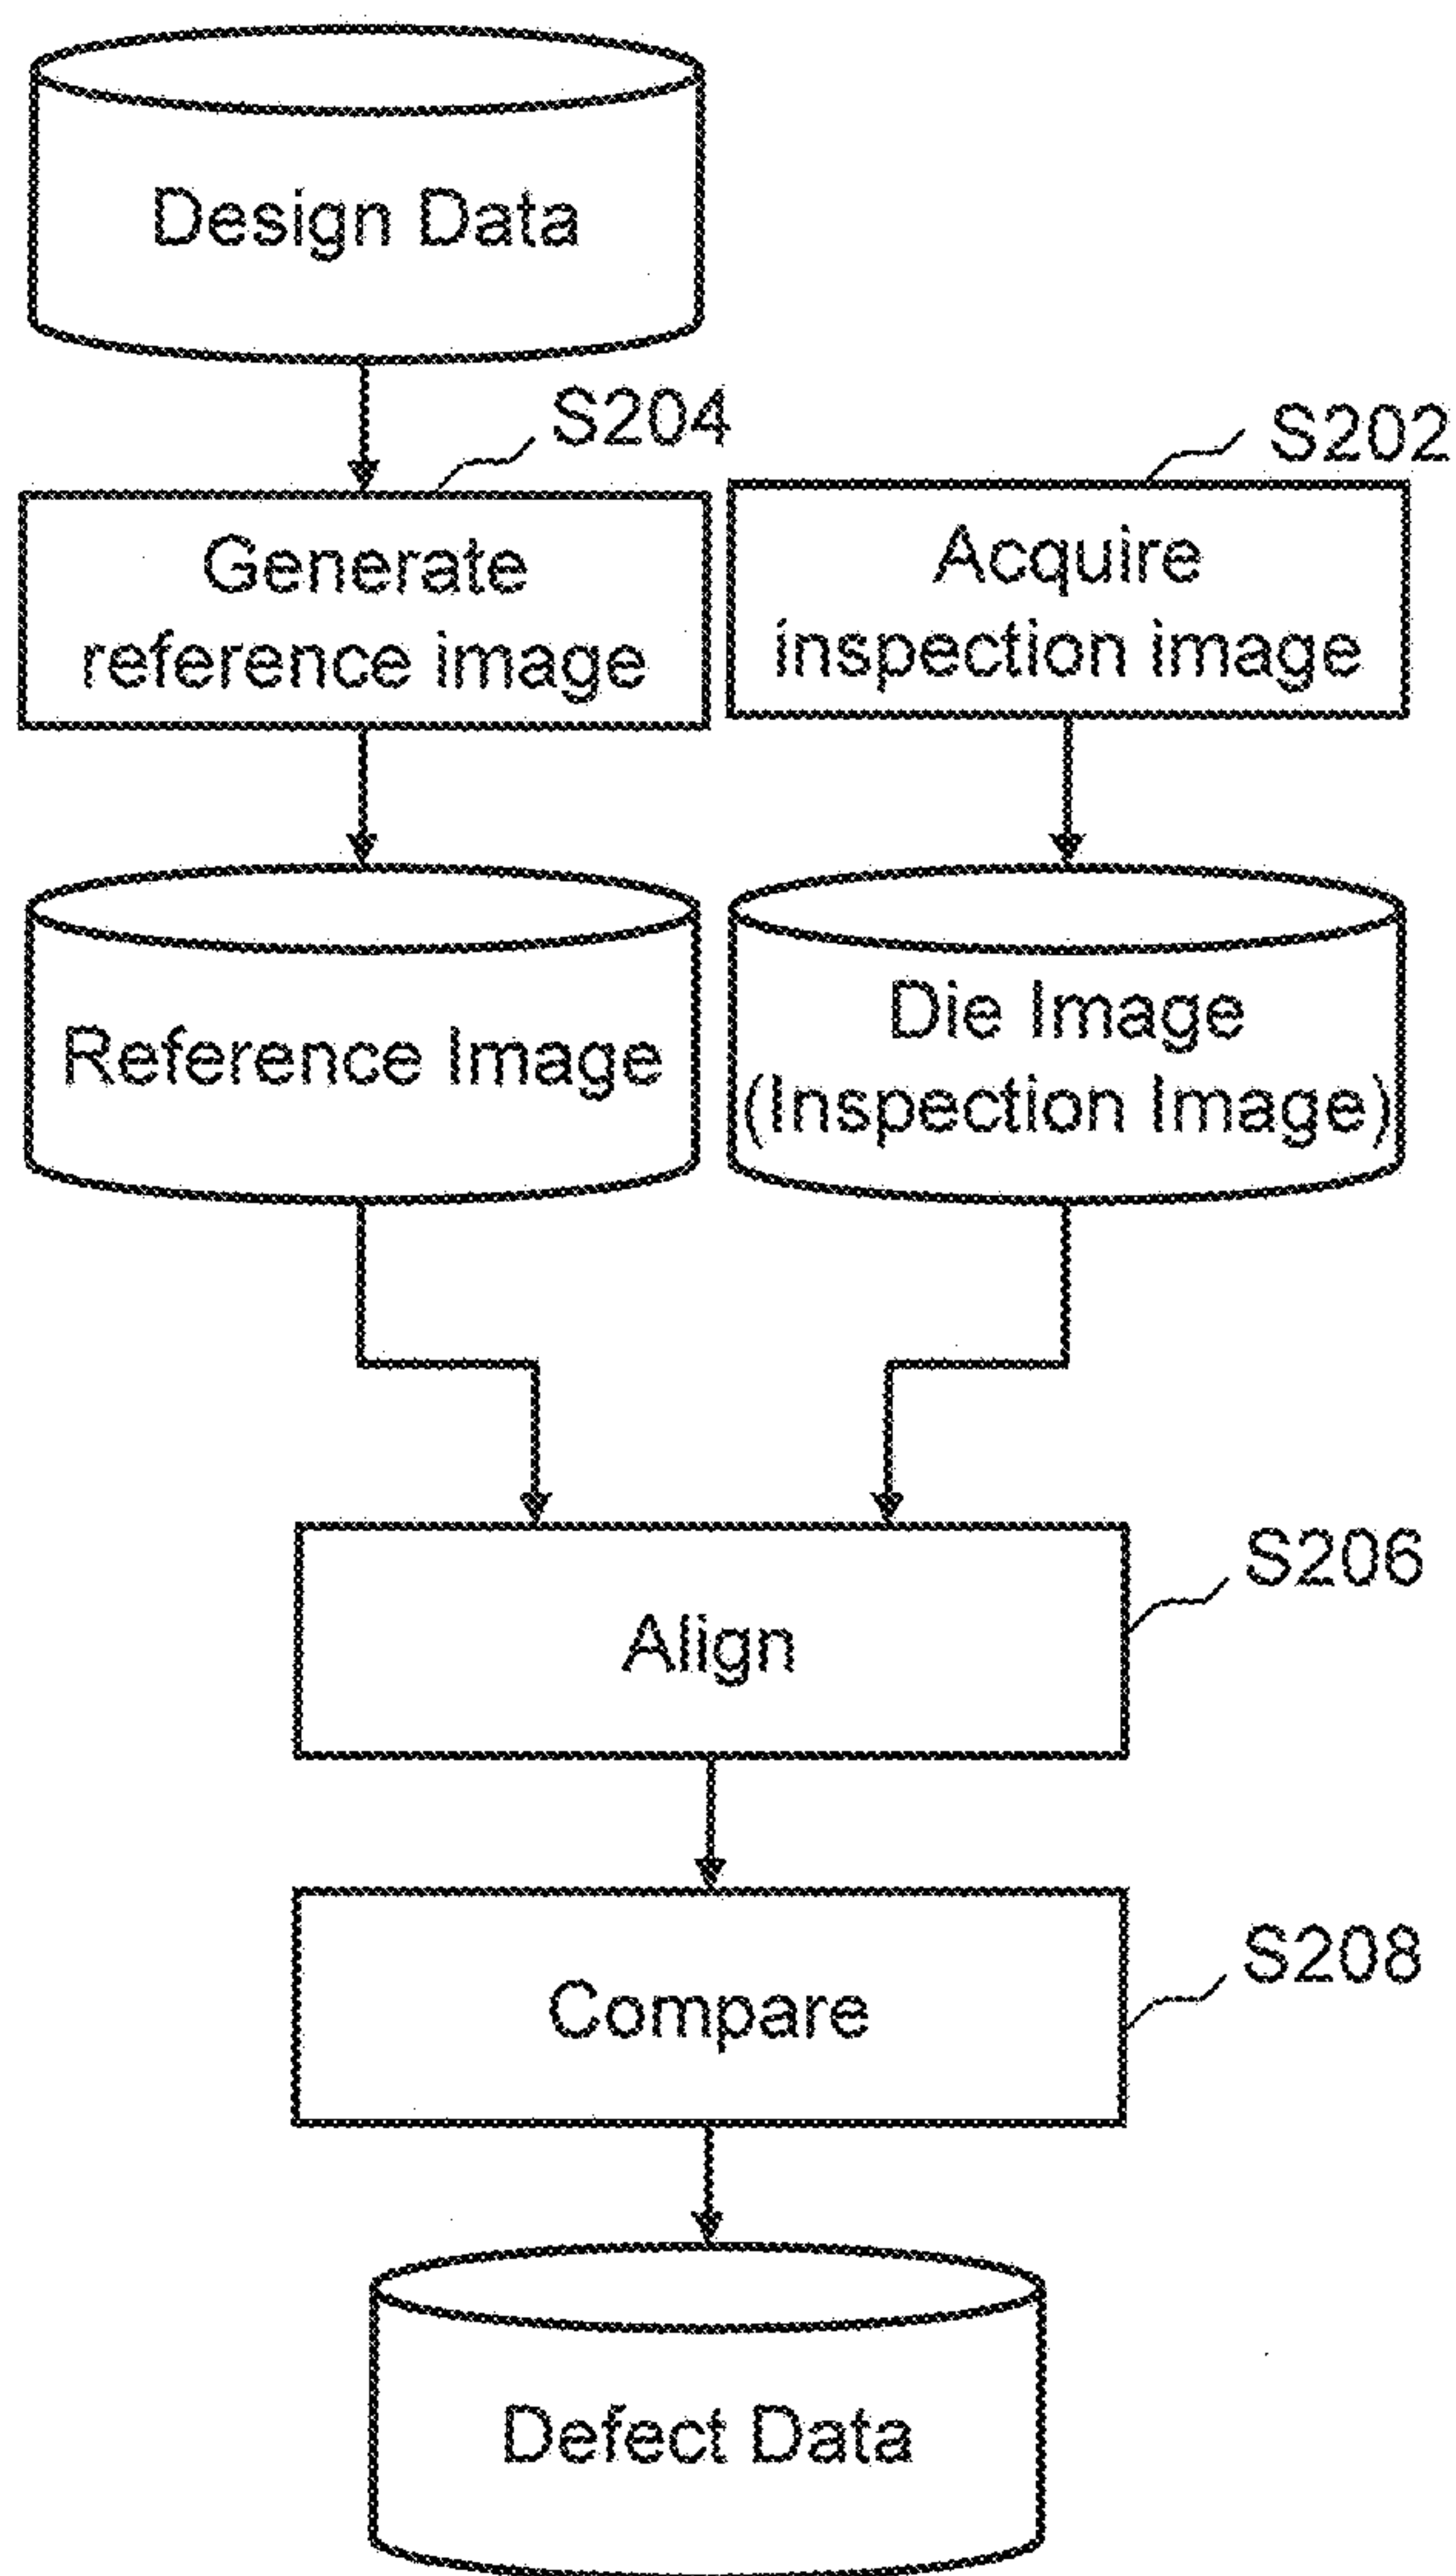 Design Data
S204
S202
Generate
reference image
Acquire
inspection image
Reference Image
Die Image
(Inspection Image)
S206
Align
S208
Compare
Defect Data